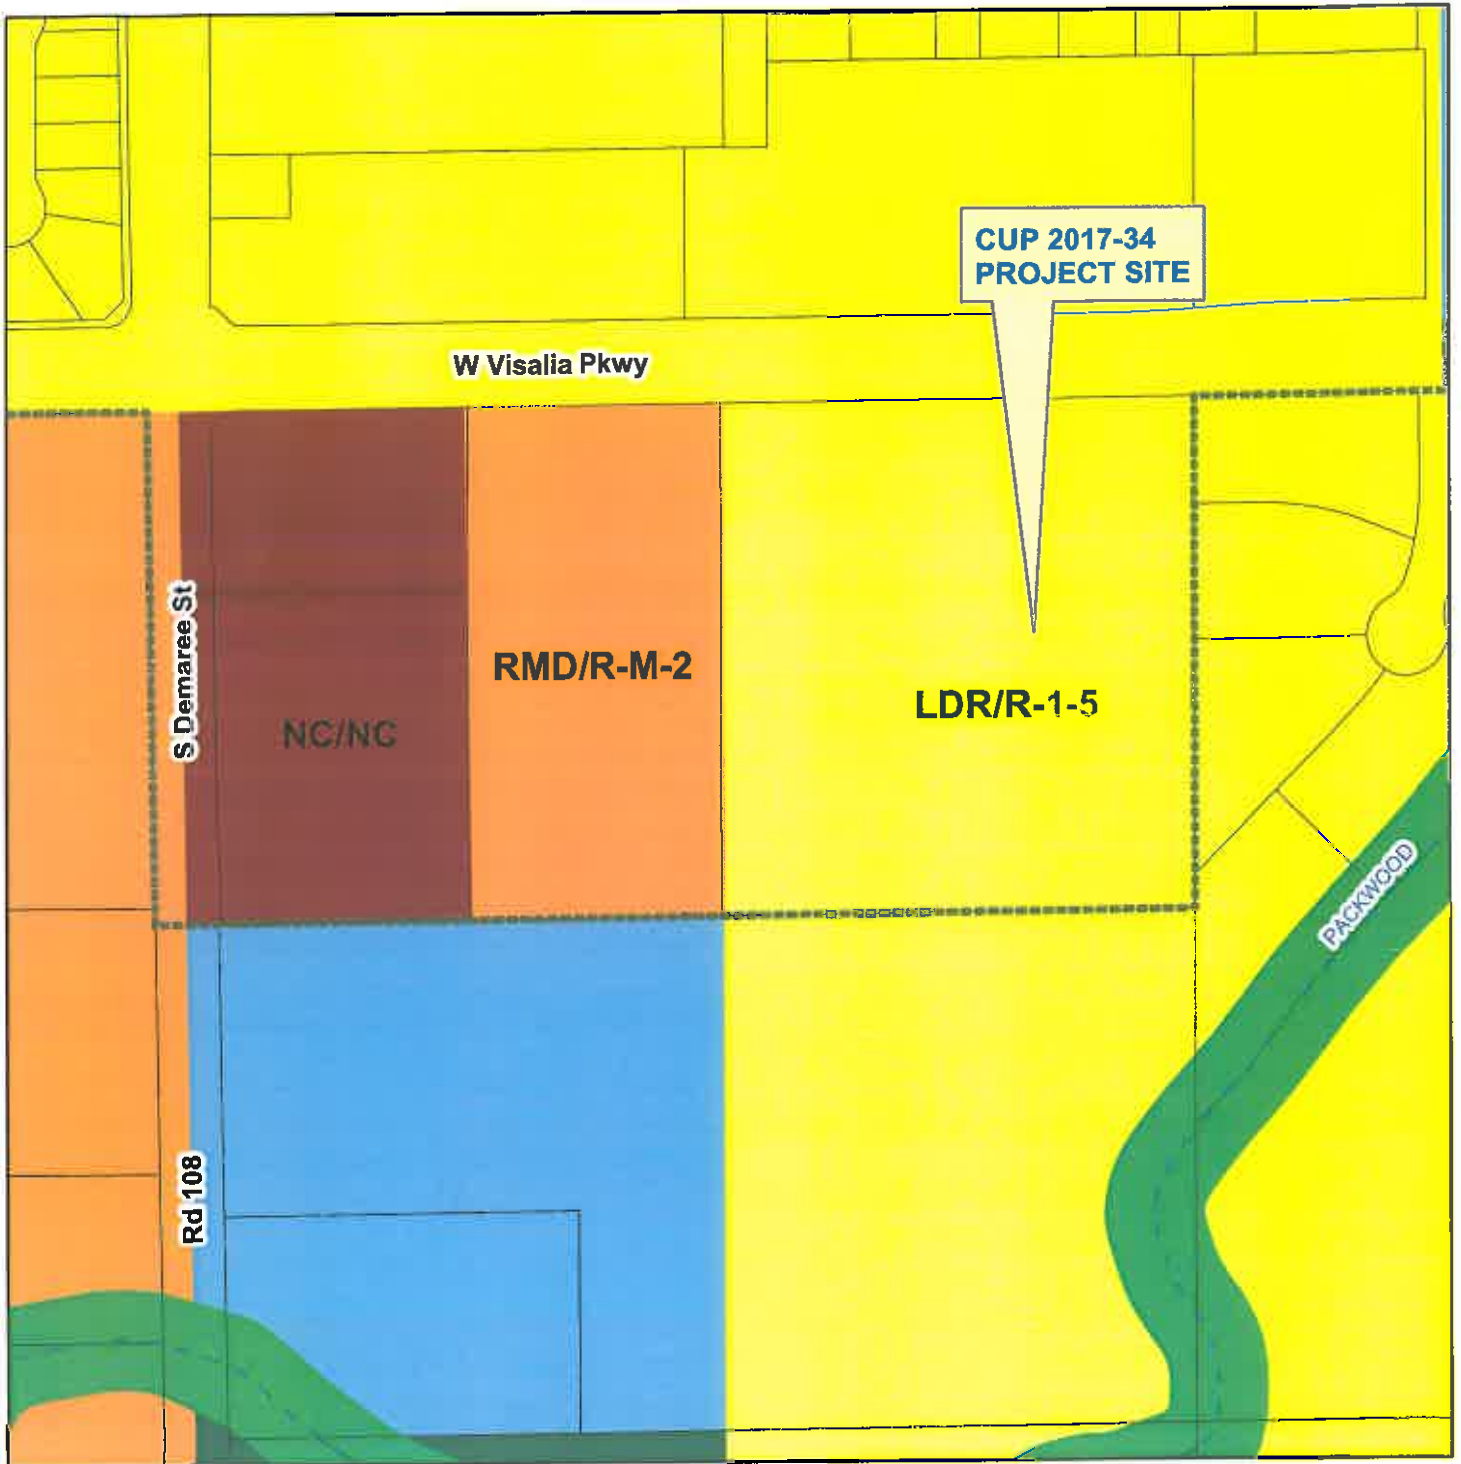 CUP 2017-34
PROJECT SITE
W Visalia Pkwy
S Demaree St
RMD/R-M-2
LDR/R-1-5
NC/NC
PACKWOOD
Rd 108